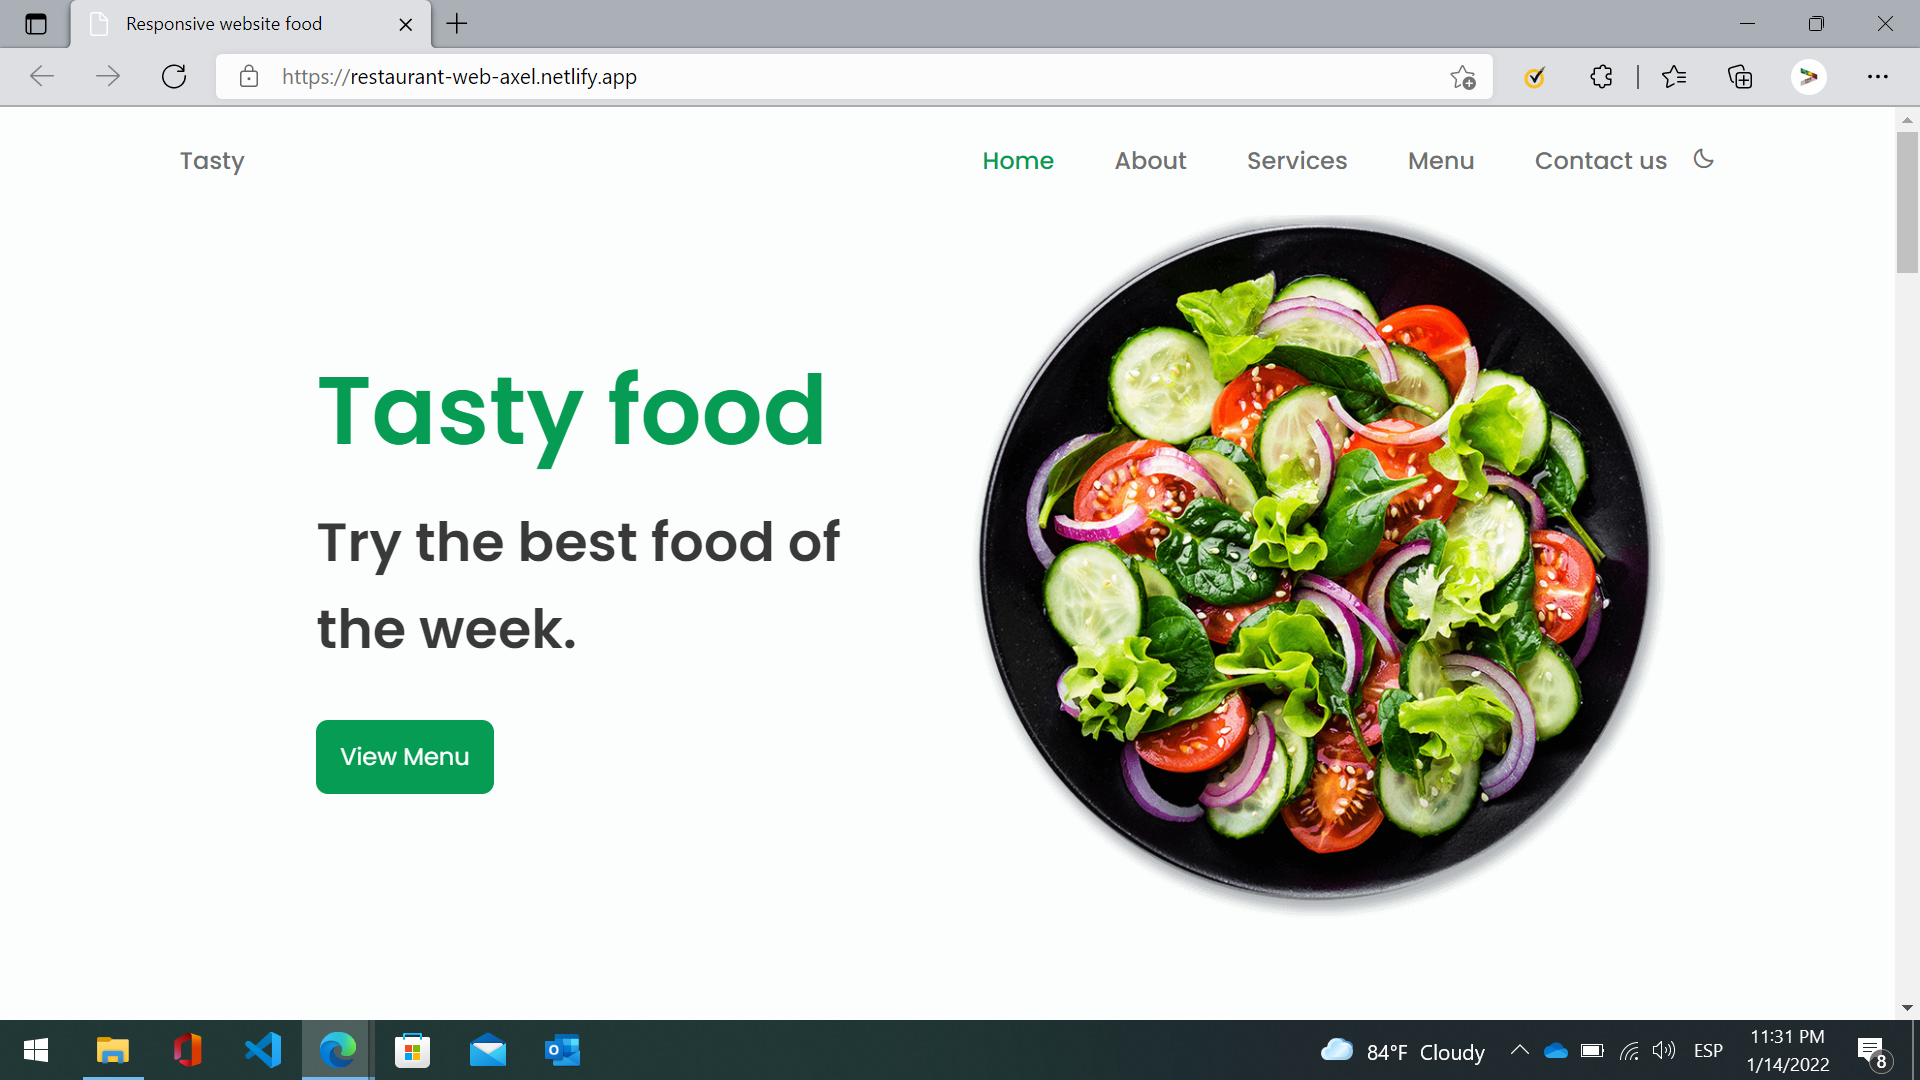 Responsive website food
https://restaurant-web-axel.netlify.app
Tasty
Home
About
Services
Menu
Contact us
Tasty food
Try the best food of
the week.
View Menu
84°F Cloudy
ESP
11:31 PM
1/14/2022
8